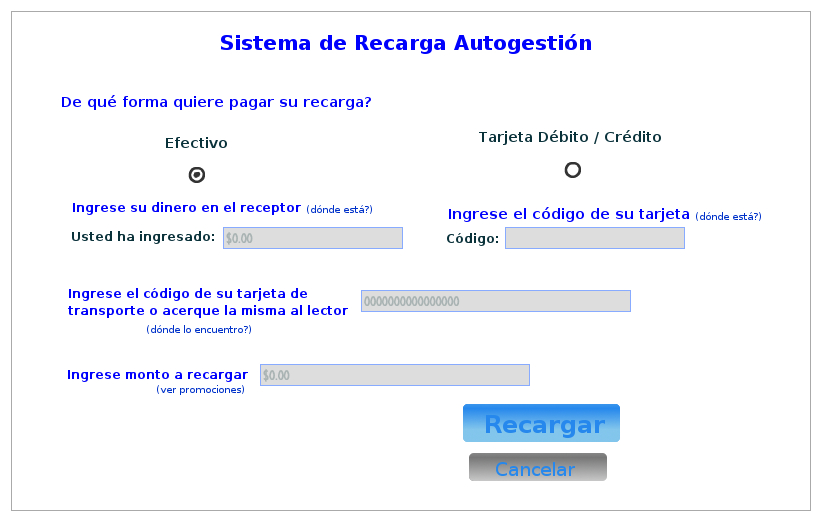 Sistema de Recarga Autogestión
De qué forma quiere pagar su recarga?
Efectivo
Tarjeta Débito / Crédito
Ingrese su dinero en el receptor (dónde está?)
Ingrese el código de su tarjeta (dónde está?)
Usted ha ingresado: $0.00
Código:
Ingrese el código de su tarjeta de
transporte o acerque la misma al lector
0000000000000000
(dónde lo encuentro?)
Ingrese monto a recargar $0.00
(ver promociones)
Recargar
Cancelar